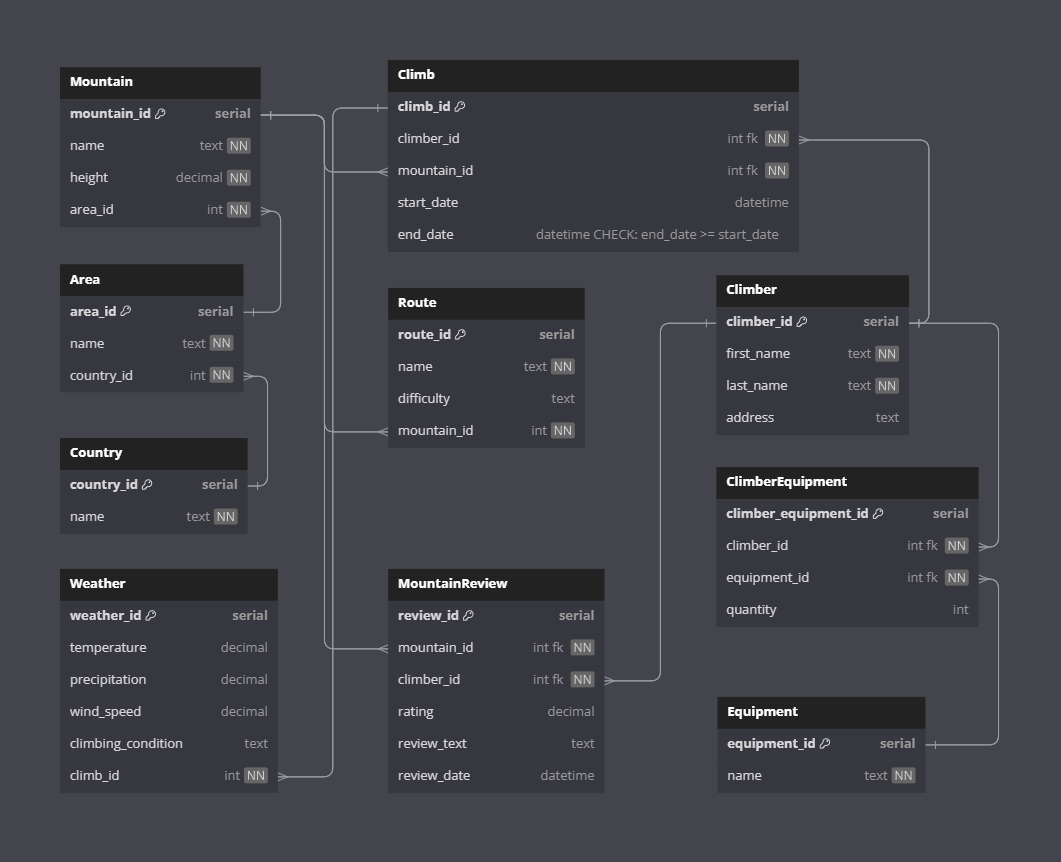 Mountain
mountain_id serial
name text NN
height decimal NN
area_id int NN
Area
area_id serial
name text NN
country_id int NN
Country
country_id serial
name text NN
Weather
weather_id serial
temperature decimal
precipitation decimal
wind_speed decimal
climbing_condition text
climb_id int NN
Climb
climb_id serial
climber_id int fk NN
mountain_id int fk NN
start_date datetime
end_date datetime CHECK: end_date >= start_date
Route
route_id serial
name text NN
difficulty text
mountain_id int NN
MountainReview
review_id serial
mountain_id int fk NN
climber_id int fk NN
rating decimal
review_text text
review_date datetime
Climber
climber_id serial
first_name text NN
last_name text NN
address text
ClimberEquipment
climber_equipment_id serial
climber_id int fk NN
equipment_id int fk NN
quantity int
Equipment
equipment_id serial
name text NN